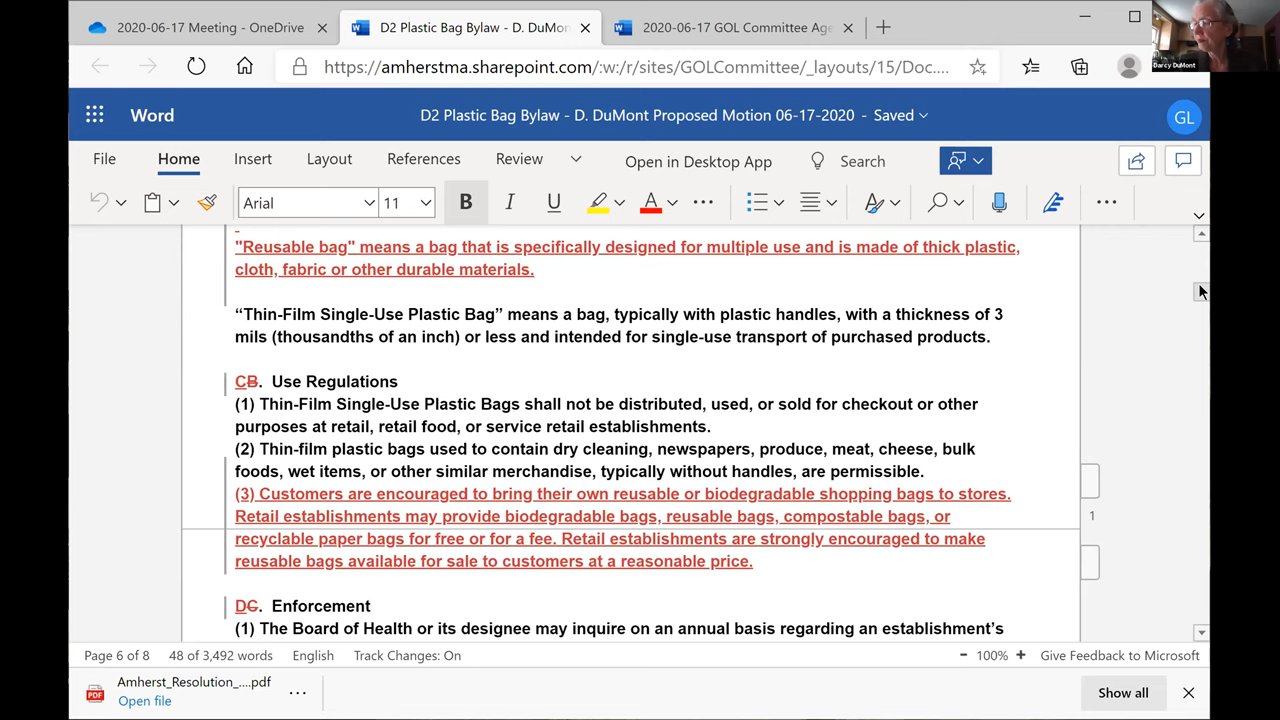 2020-06-17 Meeting - OneDrive
D2 Plastic Bag Bylaw - D. DuMon
2020-06-17 GOL Committee Age
Darcy DuMont
https://amherstma.sharepoint.com/:w:/r/sites/GOLCommittee/_layouts/15/Doc....
Word
D2 Plastic Bag Bylaw - D. DuMont Proposed Motion 06-17-2020 - Saved
GL
File Home Insert Layout References Review Open in Desktop App Search
Arial 11 B I U A
"Reusable bag" means a bag that is specifically designed for multiple use and is made of thick plastic,
cloth, fabric or other durable materials.
“Thin-Film Single-Use Plastic Bag” means a bag, typically with plastic handles, with a thickness of 3
mils (thousandths of an inch) or less and intended for single-use transport of purchased products.
CB. Use Regulations
(1) Thin-Film Single-Use Plastic Bags shall not be distributed, used, or sold for checkout or other
purposes at retail, retail food, or service retail establishments.
(2) Thin-film plastic bags used to contain dry cleaning, newspapers, produce, meat, cheese, bulk
foods, wet items, or other similar merchandise, typically without handles, are permissible.
(3) Customers are encouraged to bring their own reusable or biodegradable shopping bags to stores.
Retail establishments may provide biodegradable bags, reusable bags, compostable bags, or
1
recyclable paper bags for free or for a fee. Retail establishments are strongly encouraged to make
reusable bags available for sale to customers at a reasonable price.
DC. Enforcement
(1) The Board of Health or its designee may inquire on an annual basis regarding an establishment’s
Page 6 of 8 48 of 3,492 words English Track Changes: On - 100% + Give Feedback to Microsoft
PDF
Amherst_Resolution_....pdf
Open file
Show all